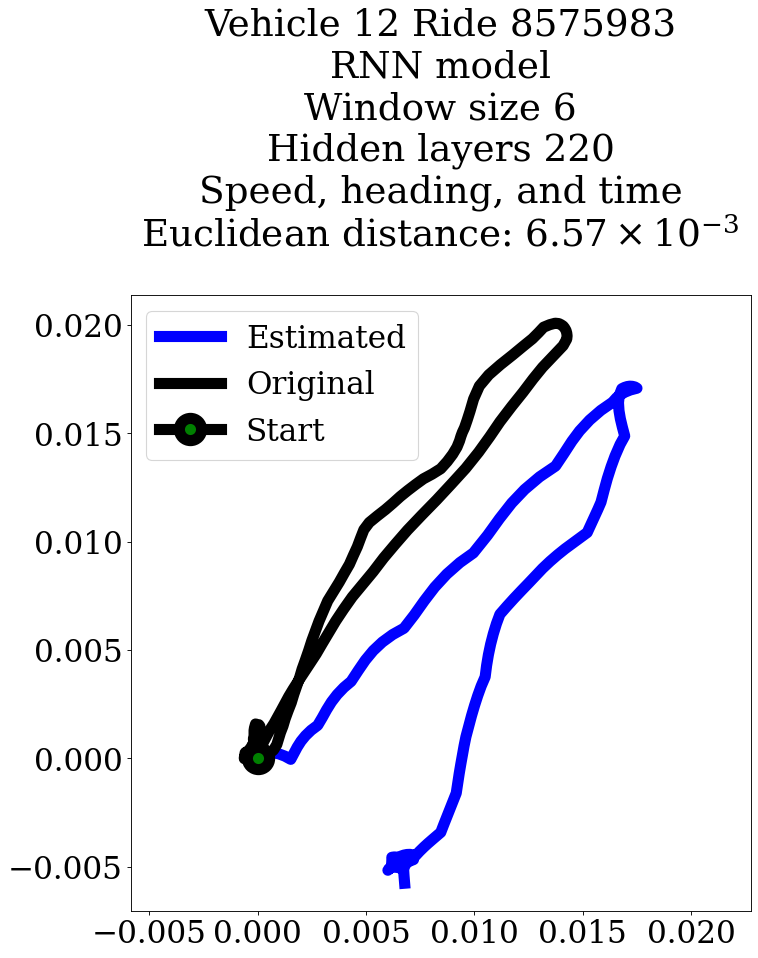 Vehicle 12 Ride 8575983
RNN model
Window size 6
Hidden layers 220
Speed, heading, and time
Euclidean distance: 6.57 × 10⁻³
Estimated
Original
Start
0.020
0.015
0.010
0.005
0.000
−0.005
−0.005 0.000 0.005 0.010 0.015 0.020